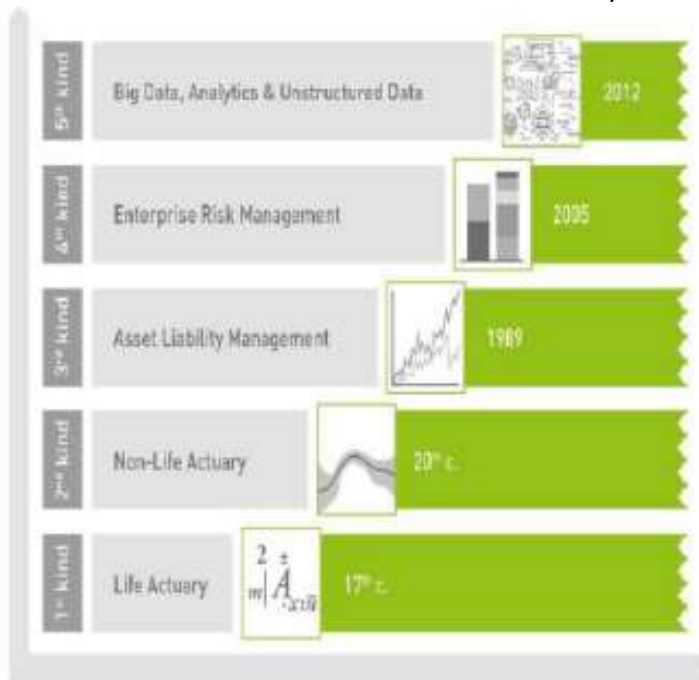 5th kind
Big Data, Analytics & Unstructured Data
2012
4th kind
Enterprise Risk Management
2005
3rd kind
Asset Liability Management
1989
2nd kind
Non-Life Actuary
20th c.
1st kind
Life Actuary
17th c.